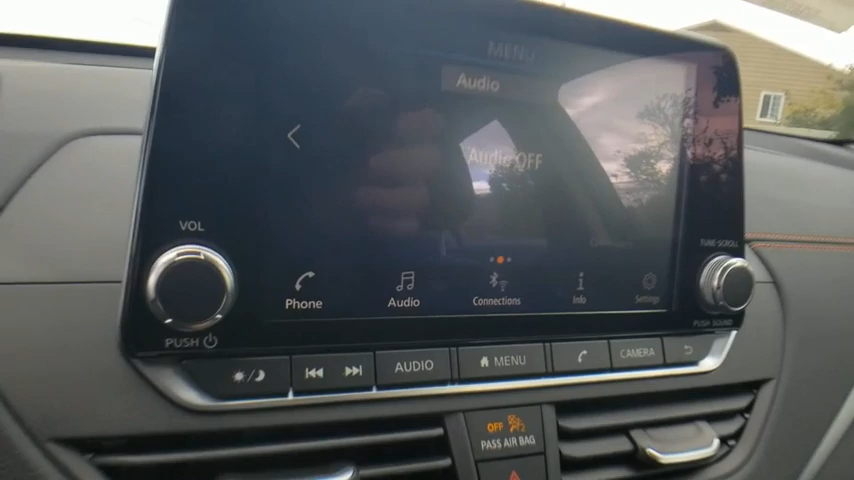 MENU
Audio
Audio OFF
VOL
TUNE·SCROLL
Phone
Audio
Connections
Info
Settings
PUSH
PUSH SOUND
AUDIO
MENU
CAMERA
OFF
PASS AIR BAG